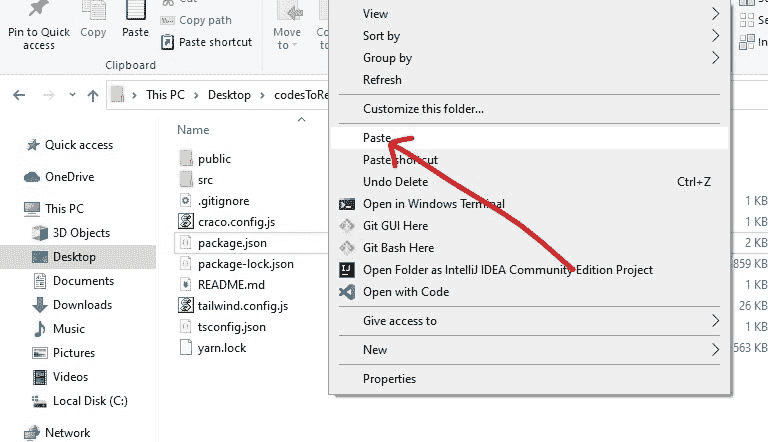 Pin to Quick access
Copy
Paste
Copy path
Paste shortcut
Move to
Clipboard
This PC
Desktop
Name
Quick access
OneDrive
This PC
3D Objects
Desktop
Documents
Downloads
Music
Pictures
Videos
Local Disk (C:)
Network
public
src
.gitignore
craco.config.js
package.json
package-lock.json
README.md
tailwind.config.js
tsconfig.json
yarn.lock
View
Sort by
Group by
Refresh
Customize this folder...
Paste
Paste shortcut
Undo Delete Ctrl+Z
Open in Windows Terminal
Git GUI Here
Git Bash Here
Open Folder as IntelliJ IDEA Community Edition Project
Open with Code
Give access to
New
Properties
1 KB
1 KB
2 KB
859 KB
1 KB
26 KB
1 KB
563 KB